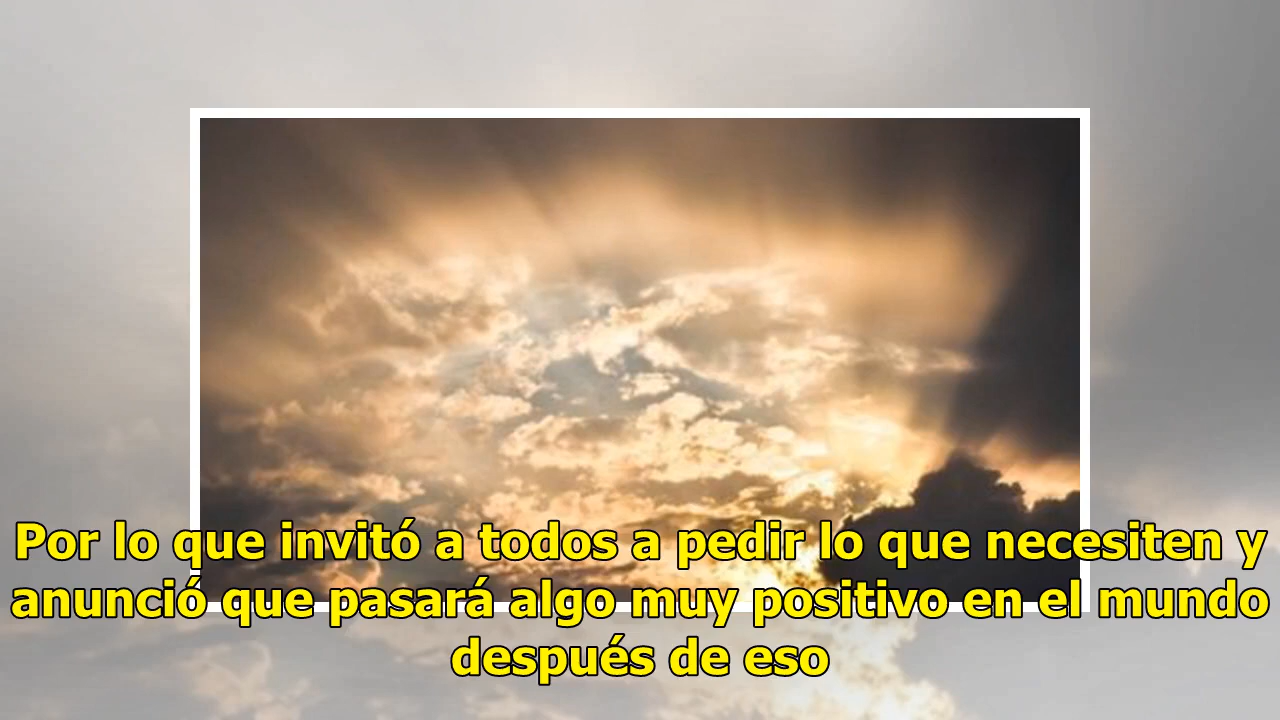 Por lo que invitó a todos a pedir lo que necesiten y
anunció que pasará algo muy positivo en el mundo
después de eso